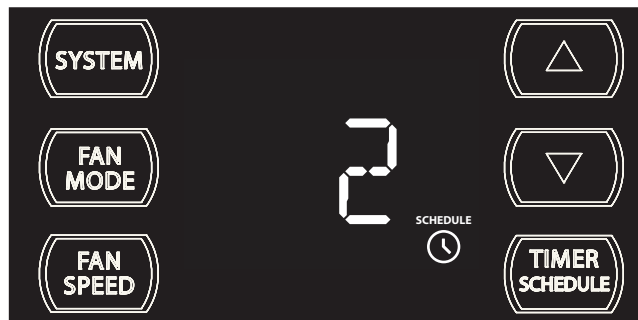 SYSTEM
FAN
MODE
FAN
SPEED
2
SCHEDULE
TIMER
SCHEDULE